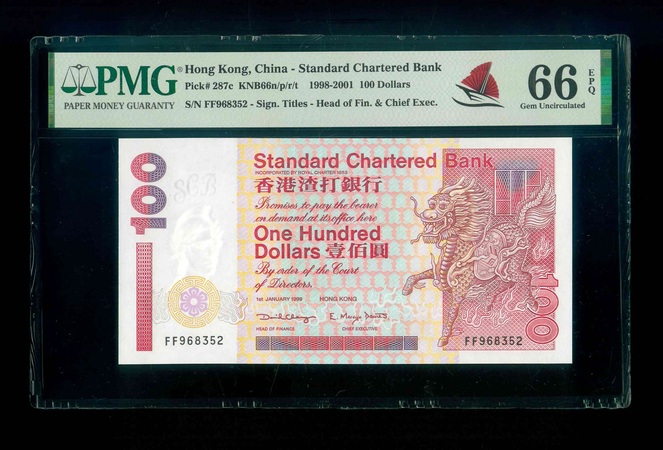 PMG®
PAPER MONEY GUARANTY
Hong Kong, China - Standard Chartered Bank
Pick# 287c KNB66n/p/r/t 1998-2001 100 Dollars
S/N FF968352 - Sign. Titles - Head of Fin. & Chief Exec.
66 EPQ
Gem Uncirculated
100
SCB
Standard Chartered Bank
INCORPORATED BY ROYAL CHARTER 1853
香港渣打銀行
Promises to pay the bearer
on demand at its office here
One Hundred
Dollars 壹佰圓
By order of the Court
of Directors.
1ST JANUARY 1999 HONG KONG
HEAD OF FINANCE CHIEF EXECUTIVE
FF968352
FF968352
100